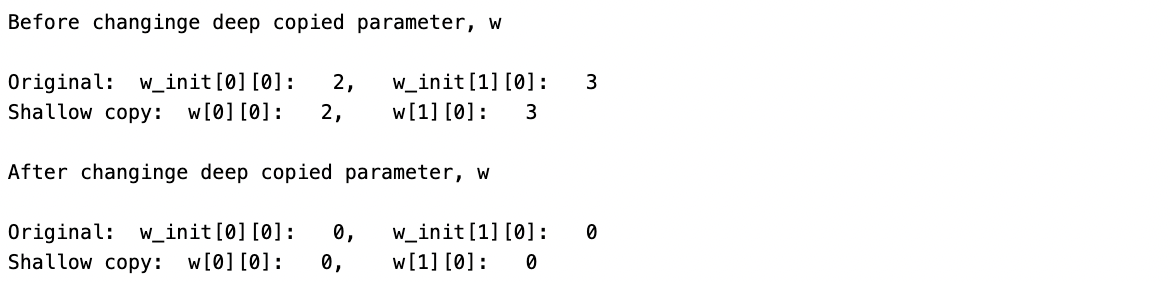 Before changinge deep copied parameter, w
Original:  w_init[0][0]:   2,   w_init[1][0]:   3
Shallow copy:  w[0][0]:   2,    w[1][0]:   3
After changinge deep copied parameter, w
Original:  w_init[0][0]:   0,   w_init[1][0]:   0
Shallow copy:  w[0][0]:   0,    w[1][0]:   0